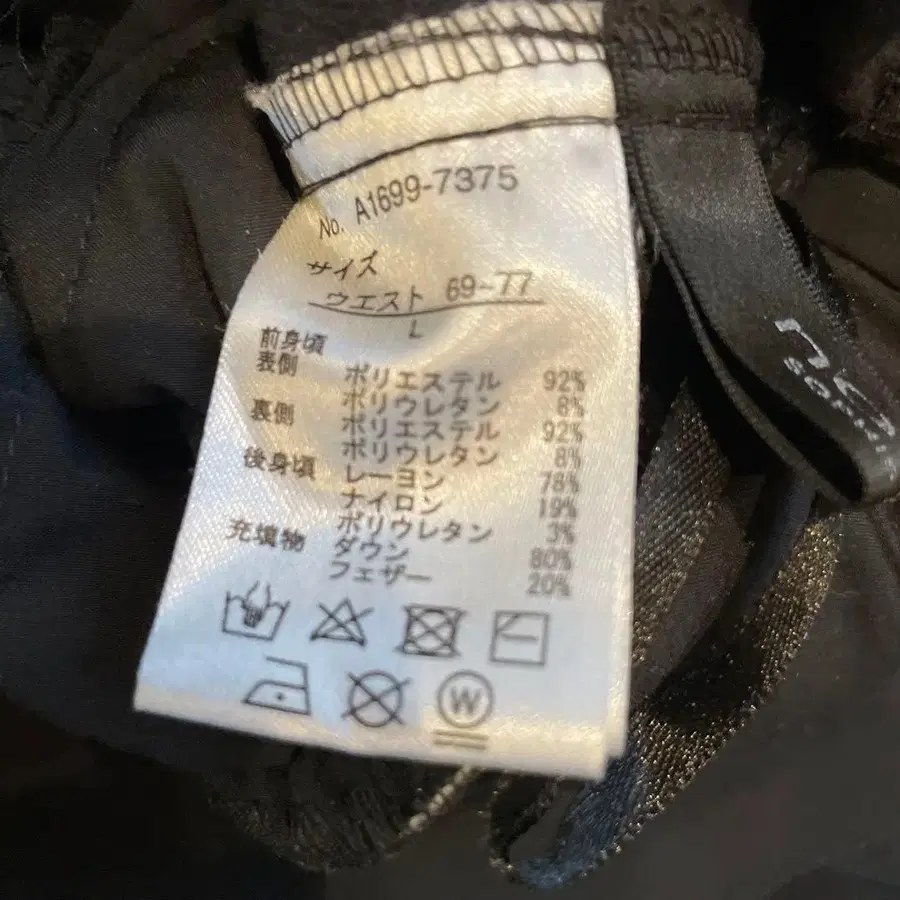 No. A1699-7375
サイズ
ウエスト 69~77
L
前身頃
表側 ポリエステル 92%
ポリウレタン 8%
裏側 ポリエステル 92%
ポリウレタン 8%
後身頃 レーヨン 78%
ナイロン 19%
ポリウレタン 3%
充填物 ダウン 80%
フェザー 20%
W